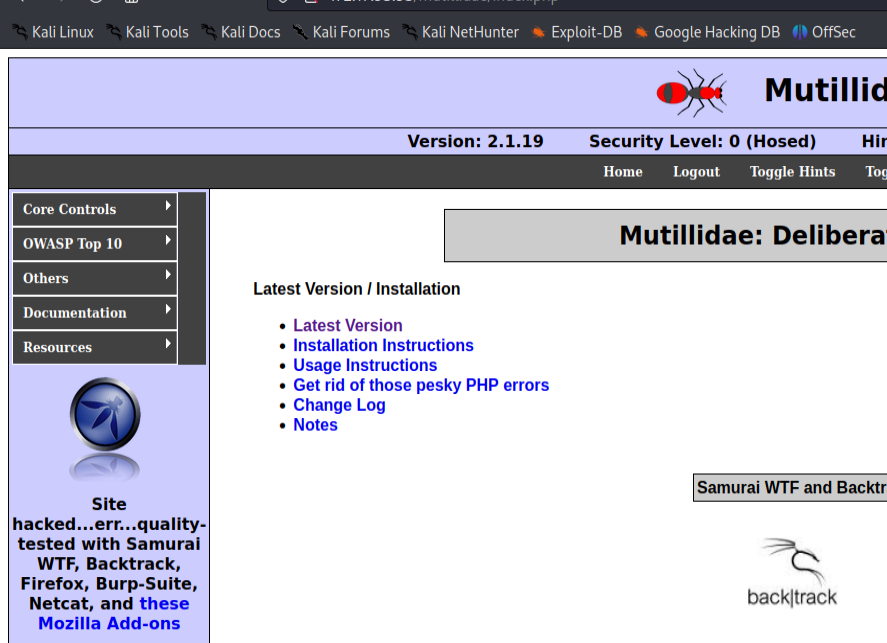 Kali Linux Kali Tools Kali Docs Kali Forums Kali NetHunter Exploit-DB Google Hacking DB OffSec
Mutillid
Version: 2.1.19 Security Level: 0 (Hosed) Hin
Home Logout Toggle Hints Tog
Core Controls
OWASP Top 10
Others
Documentation
Resources
Mutillidae: Delibera
Latest Version / Installation
Latest Version
Installation Instructions
Usage Instructions
Get rid of those pesky PHP errors
Change Log
Notes
Samurai WTF and Backtr
back|track
Site
hacked...err...quality-
tested with Samurai
WTF, Backtrack,
Firefox, Burp-Suite,
Netcat, and these
Mozilla Add-ons